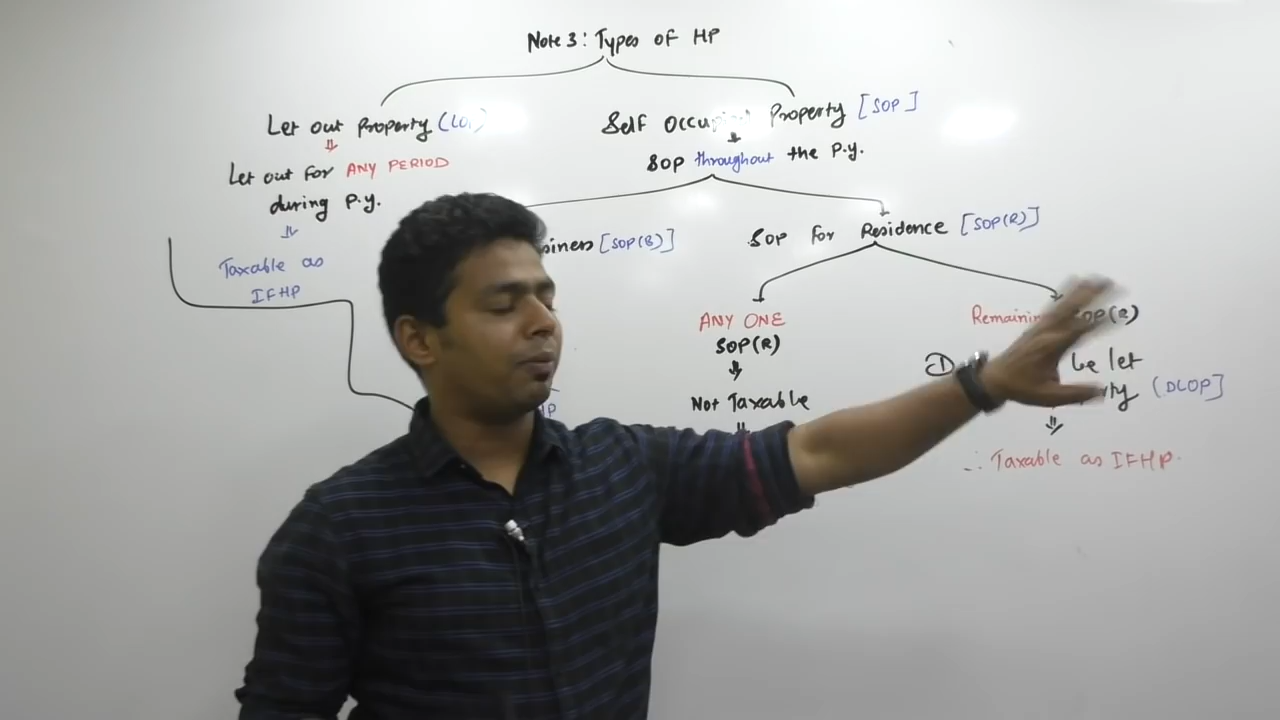 Note 3: Types of HP
Let out Property
Self Property [SOP]
Let out for ANY PERIOD
during P.Y.
SOP throughout the P.Y.
Taxable as
IFHP
[SOP(B)]
SOP for Residence [SOP(R)]
ANY ONE
SOP(R)
Not Taxable
SOP(R)
be let
[DLOP]
∴ Taxable as IFHP.